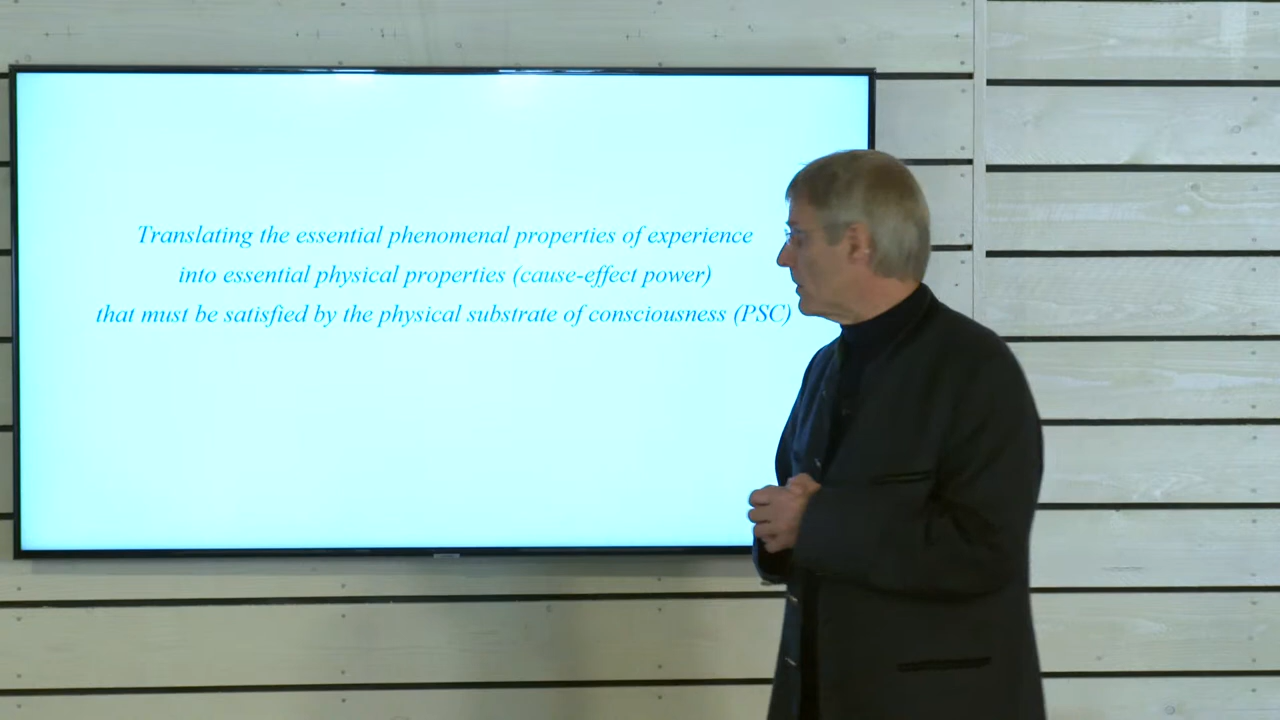 Translating the essential phenomenal properties of experience
into essential physical properties (cause-effect power)
that must be satisfied by the physical substrate of consciousness (PSC)